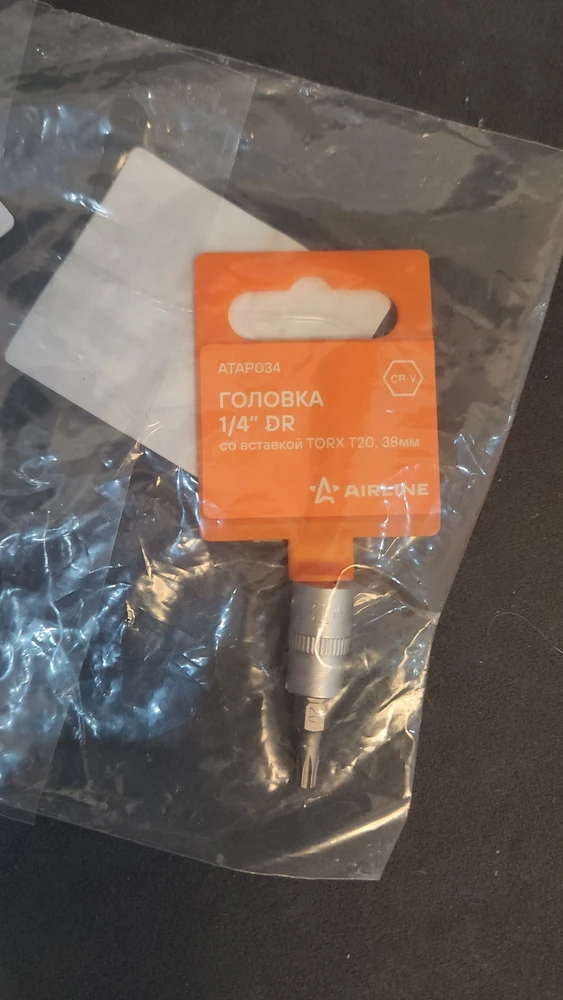 ATAP034
CR-V
ГОЛОВКА
1/4" DR
со вставкой TORX T20, 38мм
AIRLINE